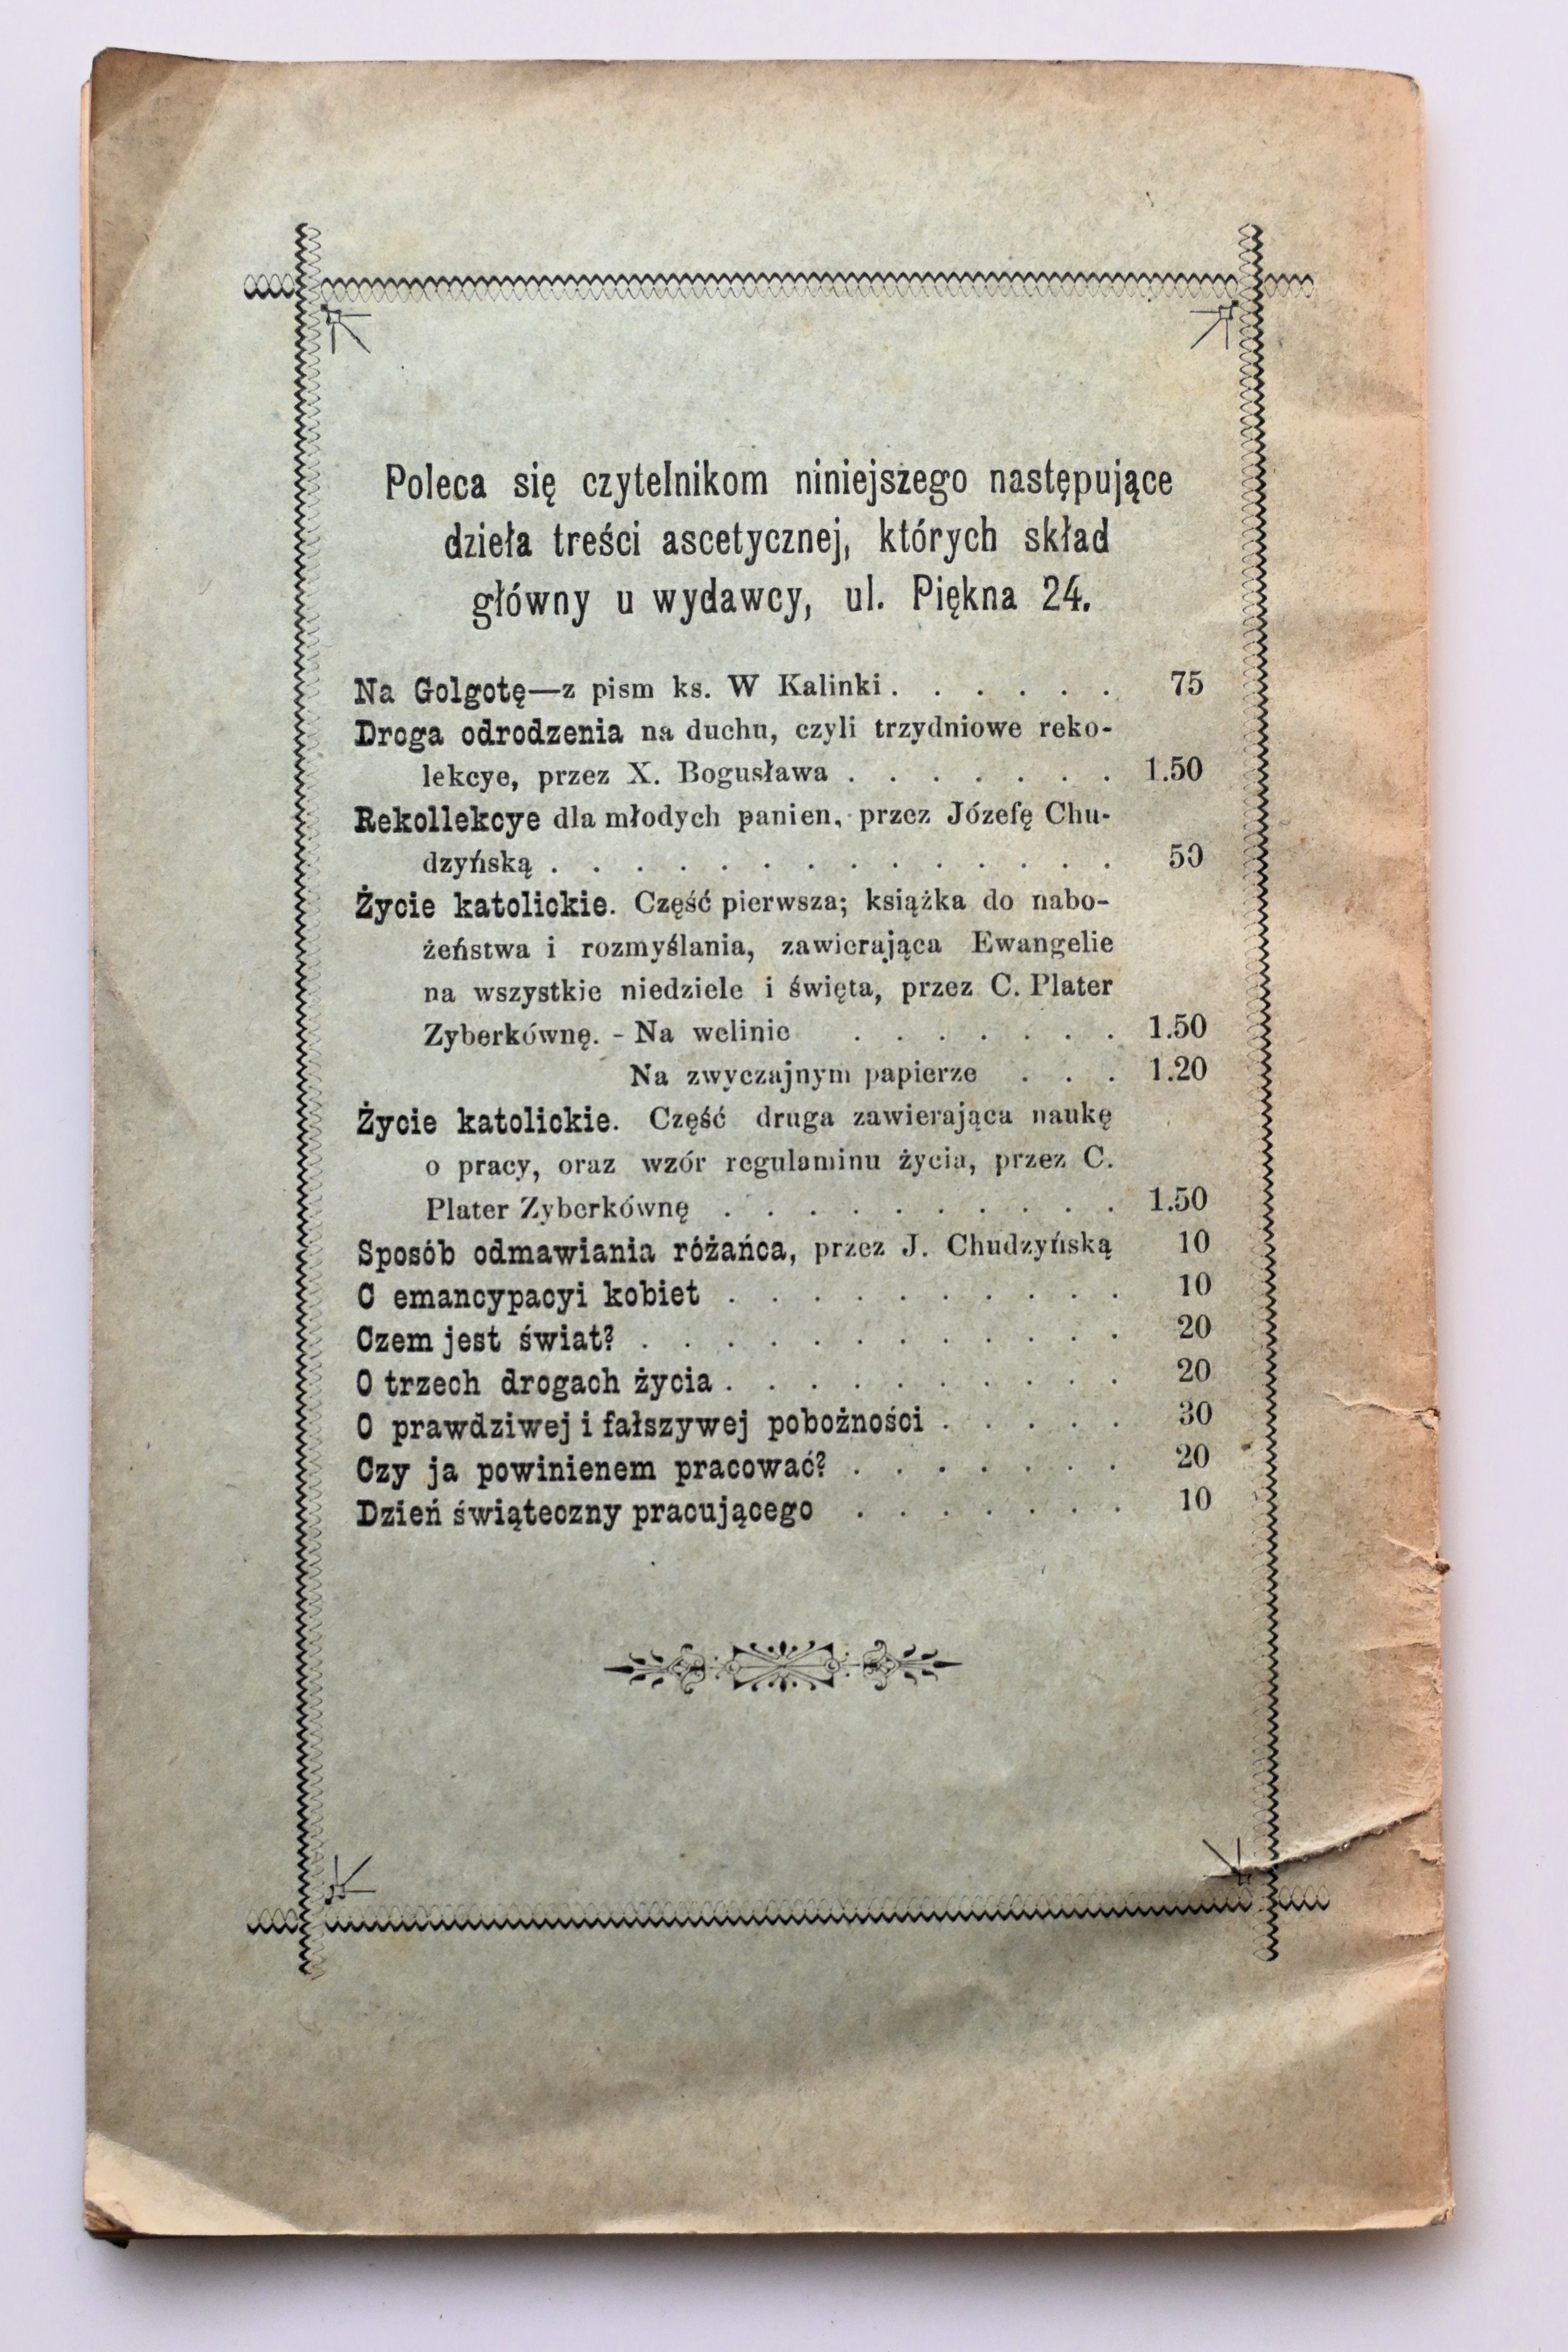 Poleca się czytelnikom niniejszego następujące
dzieła treści ascetycznej, których skład
główny u wydawcy, ul. Piękna 24.
Na Golgotę—z pism ks. W Kalinki . . . . . . 75
Droga odrodzenia na duchu, czyli trzydniowe reko-
lekcye, przez X. Bogusława . . . . . . . 1.50
Rekollekcye dla młodych panien, przez Józefę Chu-
dzyńską . . . . . . . . . . . . . . 50
Życie katolickie. Część pierwsza; książka do nabo-
żeństwa i rozmyślania, zawierająca Ewangelie
na wszystkie niedziele i święta, przez C. Plater
Zyberkównę. - Na welinie . . . . . . . 1.50
Na zwyczajnym papierze . . . 1.20
Życie katolickie. Część druga zawierająca naukę
o pracy, oraz wzór regulaminu życia, przez C.
Plater Zyberkównę . . . . . . . . . . 1.50
Sposób odmawiania różańca, przez J. Chudzyńską 10
O emancypacyi kobiet . . . . . . . . . . 10
Czem jest świat? . . . . . . . . . . . . 20
O trzech drogach życia . . . . . . . . . . 20
O prawdziwej i fałszywej pobożności . . . . . 30
Czy ja powinienem pracować? . . . . . . . 20
Dzień świąteczny pracującego . . . . . . . 10